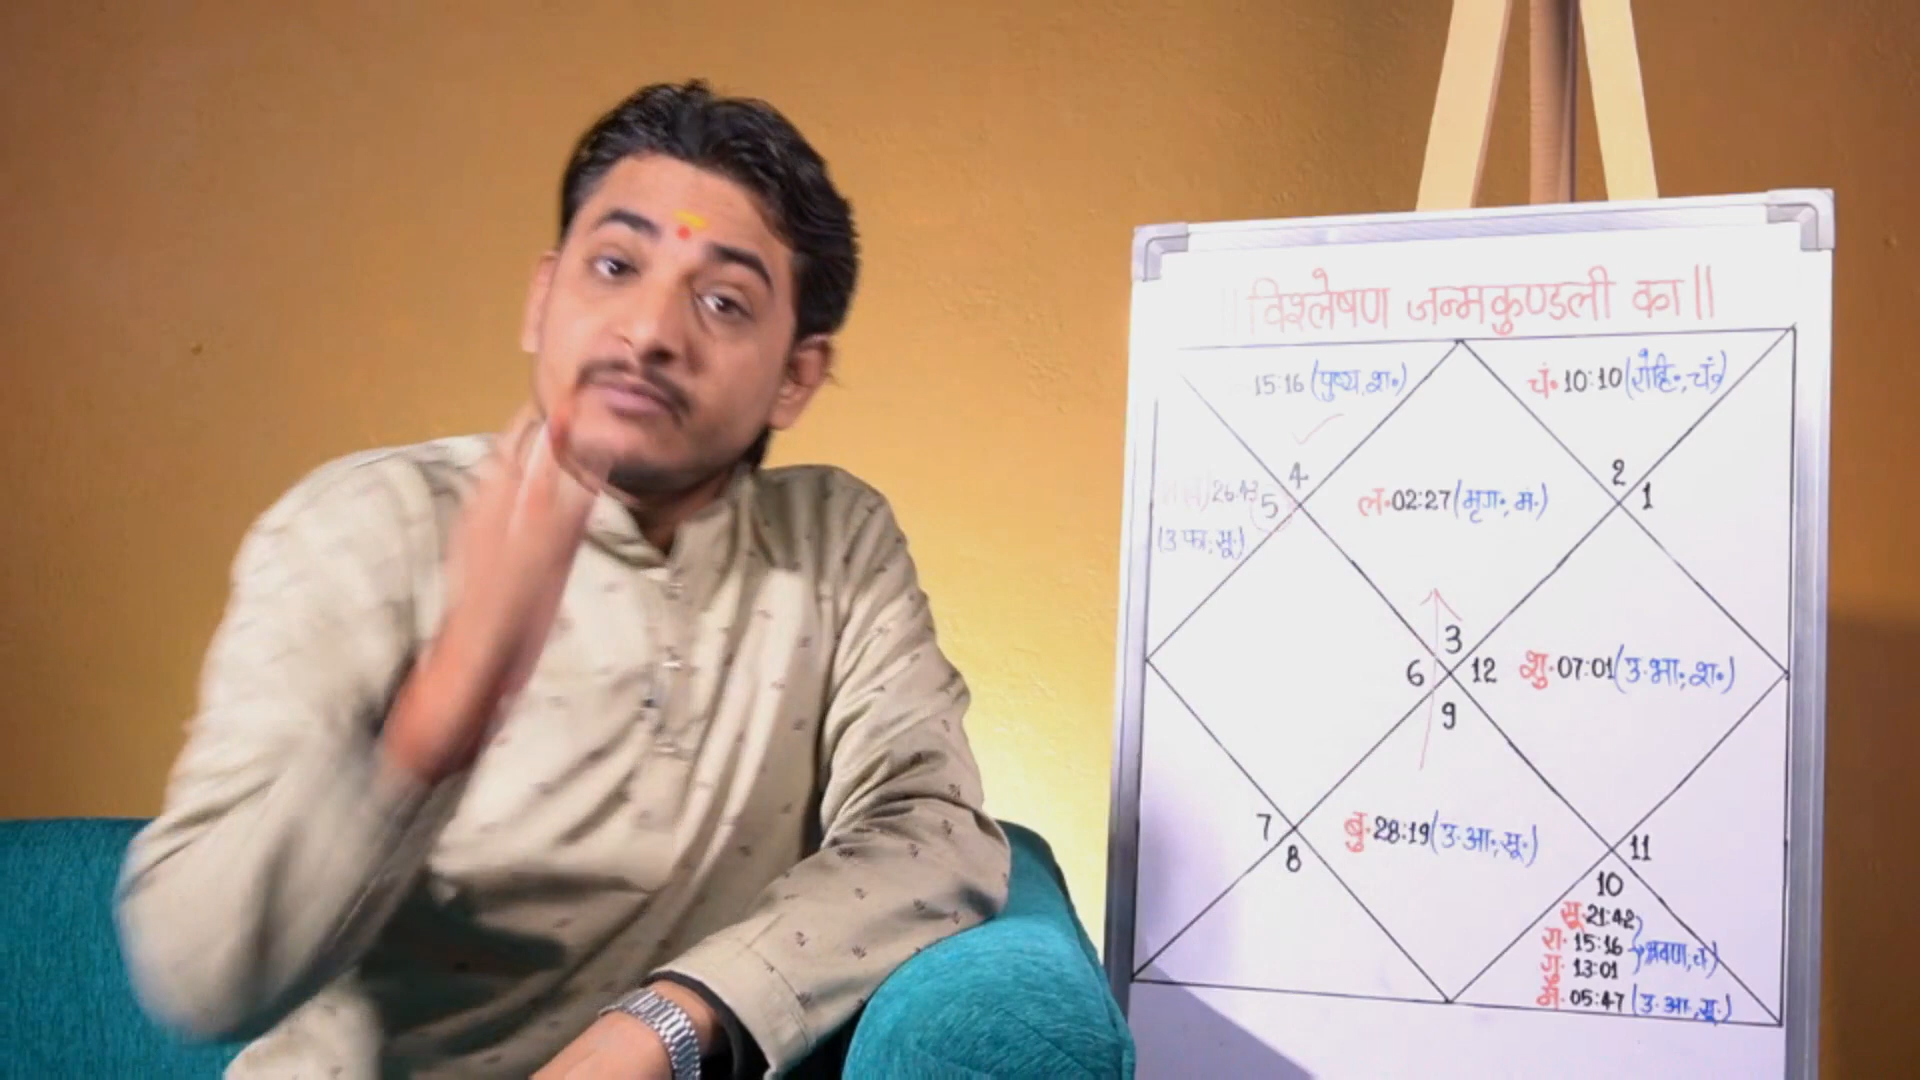 ||विश्लेषण जन्मकुण्डली का||
15:16 (पुष्य, श॰)
चं॰ 10:10 (रोहि॰, चं॰)
4
2
1
26:43
5
(उ फा॰, सू॰)
ल॰ 02:27 (मृग॰, मं॰)
3
6
12
9
शु॰ 07:01 (उ॰भा॰, श॰)
7
8
बु॰ 28:19 (उ॰आ॰, सू॰)
11
10
सू॰ 21:42
रा॰ 15:16
श्रवण, चं
गु॰ 13:01
मं॰ 05:47 (उ॰आ॰, सू॰)